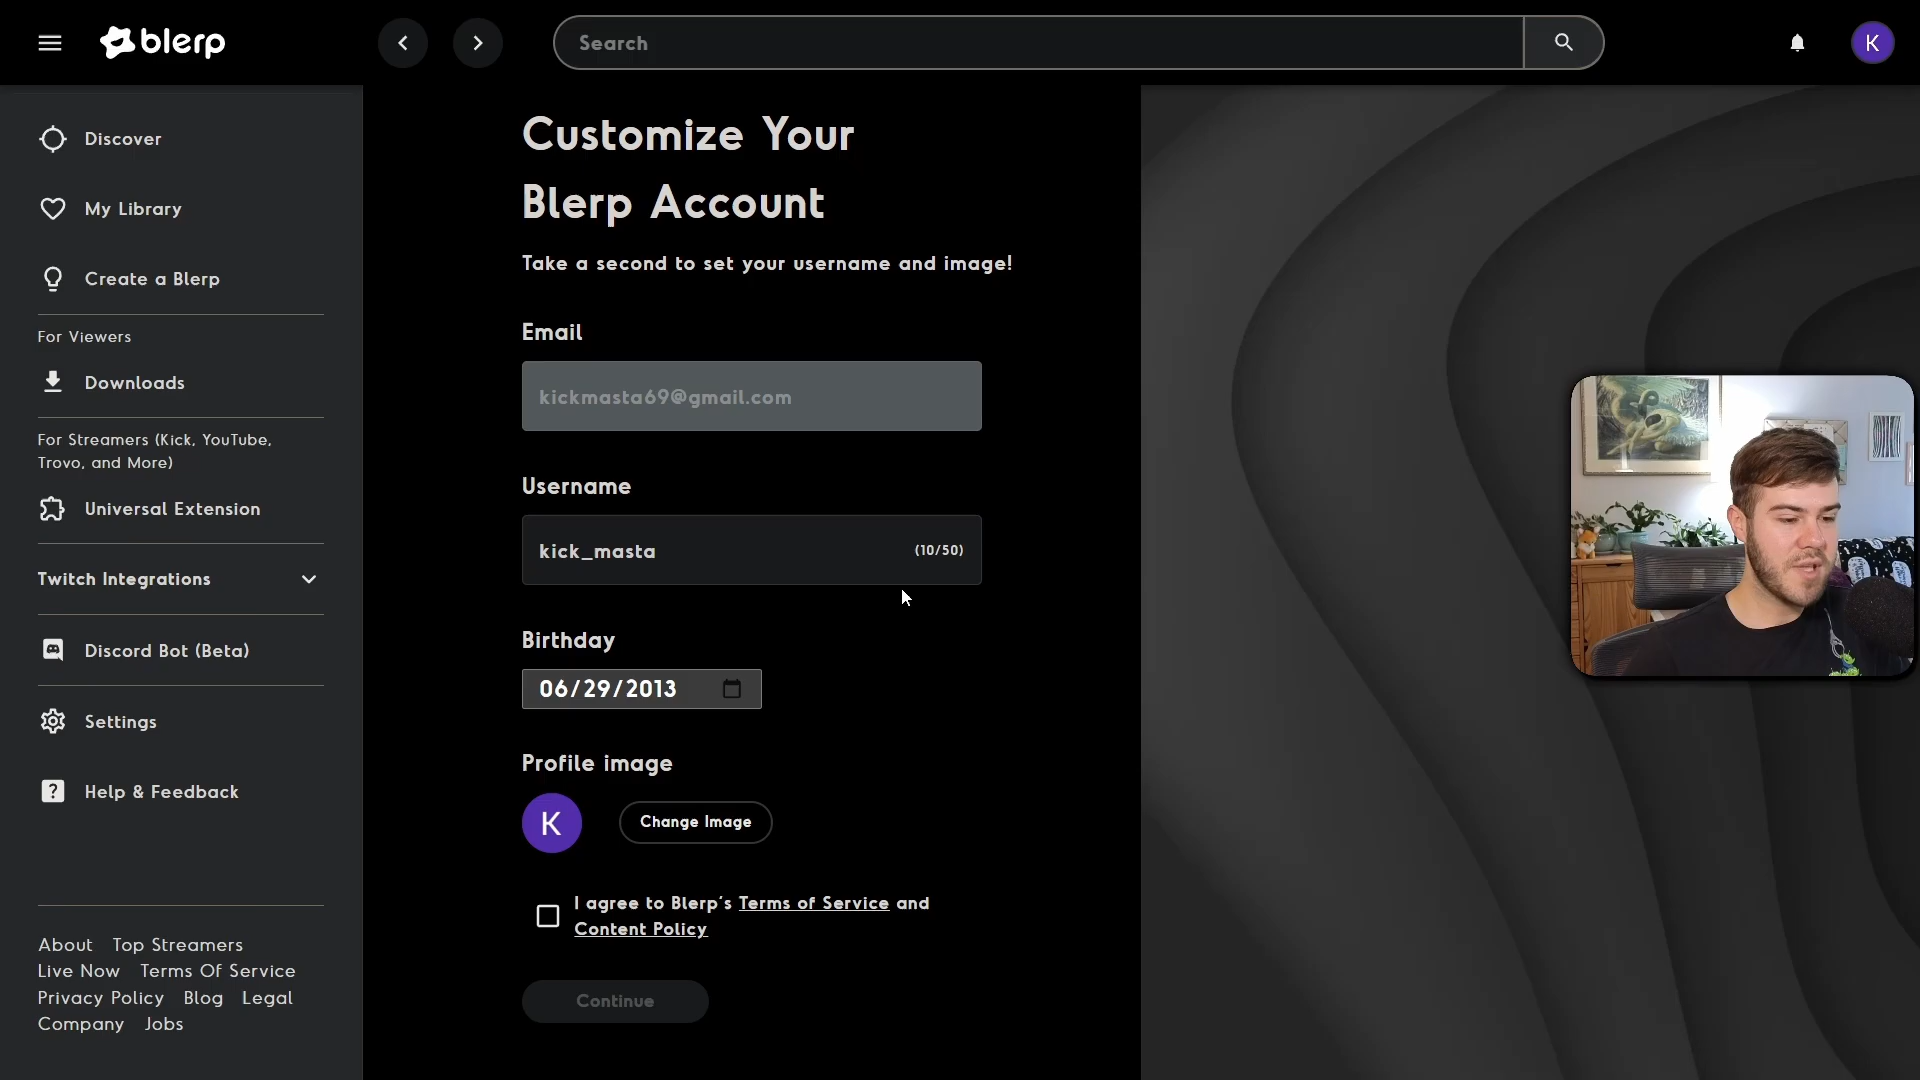 blerp
Search
K
Discover
My Library
Create a Blerp
For Viewers
Downloads
For Streamers (Kick, YouTube,
Trovo, and More)
Universal Extension
Twitch Integrations
Discord Bot (Beta)
Settings
Help & Feedback
About Top Streamers
Live Now Terms Of Service
Privacy Policy Blog Legal
Company Jobs
Customize Your
Blerp Account
Take a second to set your username and image!
Email
kickmasta69@gmail.com
Username
kick_masta (10/50)
Birthday
06/29/2013
Profile image
K Change Image
I agree to Blerp's Terms of Service and
Content Policy
Continue